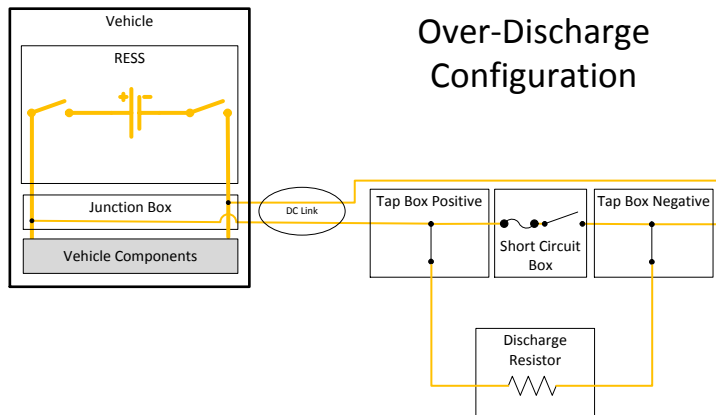 Over-Discharge
Configuration
Vehicle
RESS
Junction Box
Vehicle Components
DC Link
Tap Box Positive
Short Circuit
Box
Tap Box Negative
Discharge
Resistor